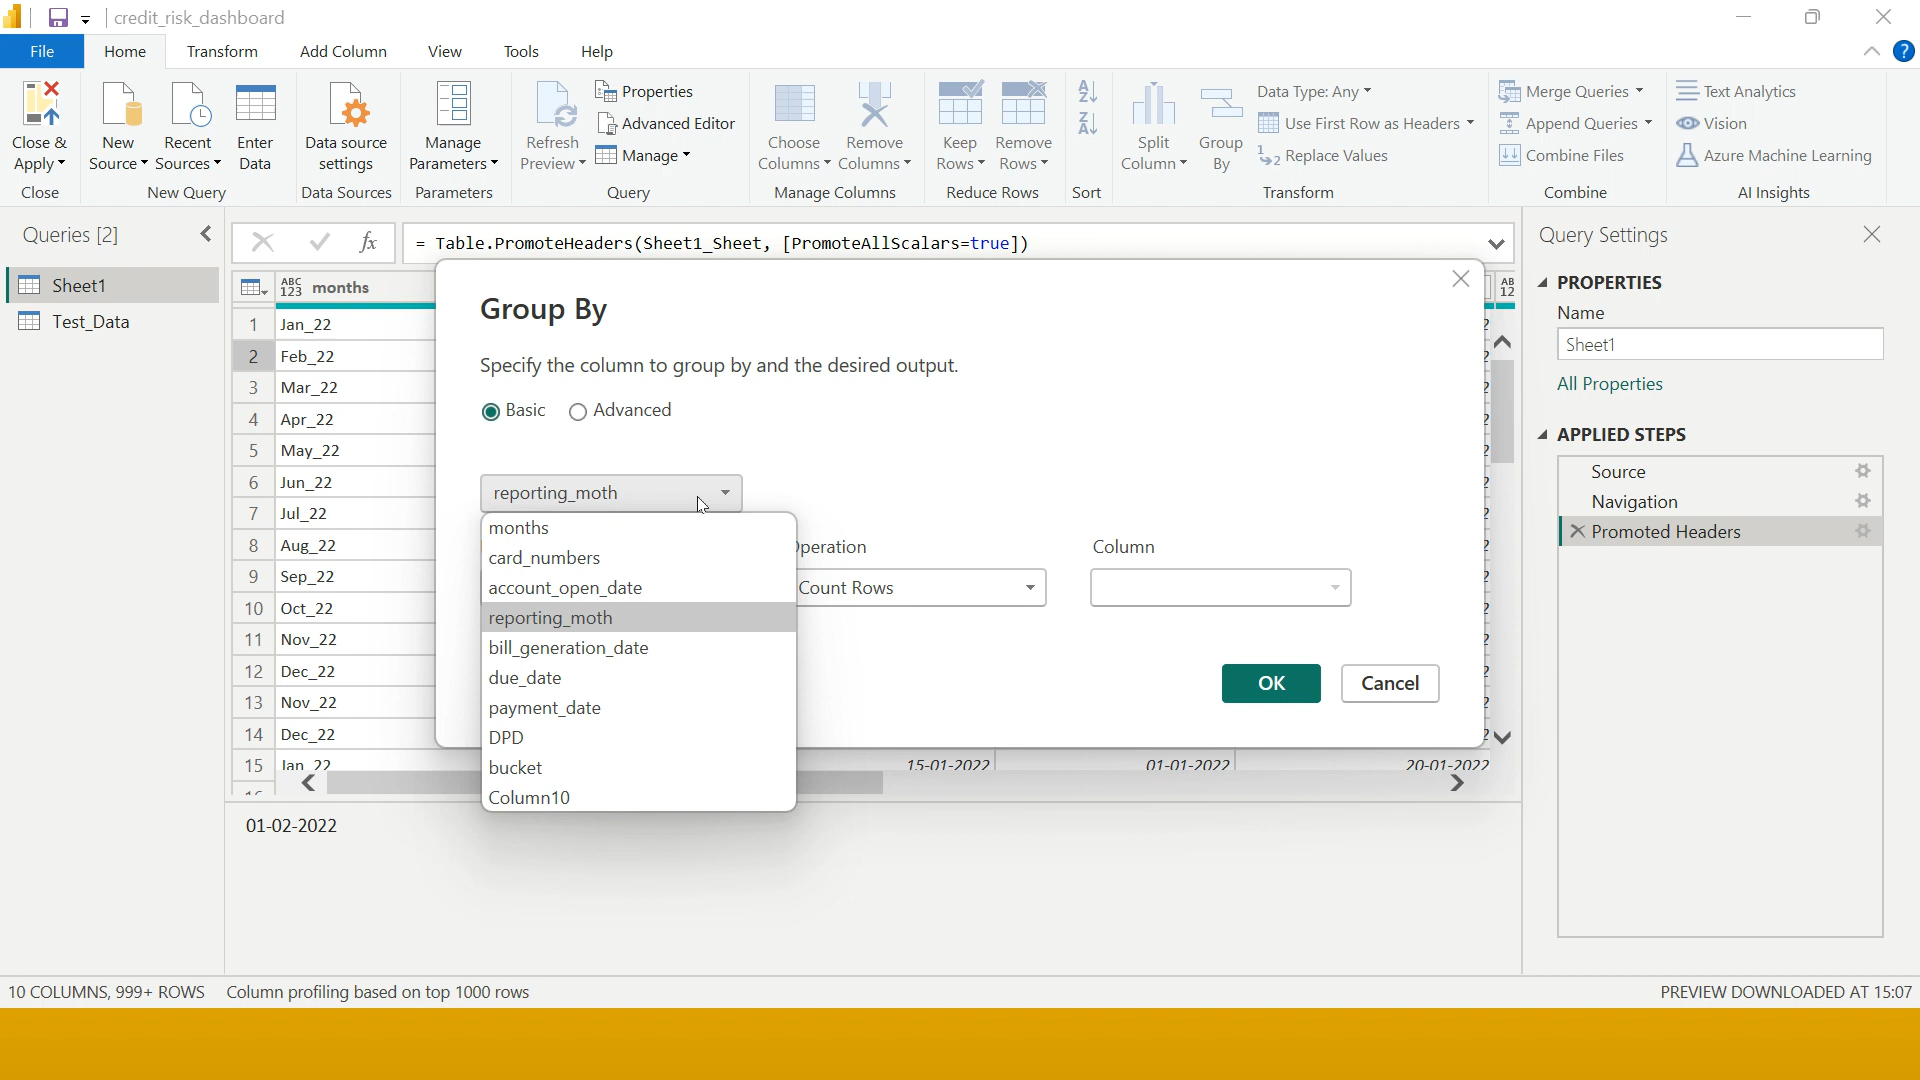 credit_risk_dashboard
File Home Transform Add Column View Tools Help
?
Close & Apply
Close
New Source
Recent Sources
Enter Data
New Query
Data source settings
Data Sources
Manage Parameters
Parameters
Refresh Preview
Properties
Advanced Editor
Manage
Query
Choose Columns
Remove Columns
Manage Columns
Keep Rows
Remove Rows
Reduce Rows
Sort
Split Column
Group By
Data Type: Any
Use First Row as Headers
Replace Values
Transform
Merge Queries
Append Queries
Combine Files
Combine
Text Analytics
Vision
Azure Machine Learning
AI Insights
Queries [2]
Sheet1
Test_Data
fx
= Table.PromoteHeaders(Sheet1_Sheet, [PromoteAllScalars=true])
ABC 123 months
1 Jan_22
2 Feb_22
3 Mar_22
4 Apr_22
5 May_22
6 Jun_22
7 Jul_22
8 Aug_22
9 Sep_22
10 Oct_22
11 Nov_22
12 Dec_22
13 Nov_22
14 Dec_22
15 Jan_22 15-01-2022 01-01-2022 20-01-2022
Group By
Specify the column to group by and the desired output.
Basic Advanced
reporting_moth
months
card_numbers
account_open_date
reporting_moth
bill_generation_date
due_date
payment_date
DPD
bucket
Column10
Operation
Count Rows
Column
OK
Cancel
01-02-2022
Query Settings
PROPERTIES
Name
Sheet1
All Properties
APPLIED STEPS
Source
Navigation
Promoted Headers
10 COLUMNS, 999+ ROWS Column profiling based on top 1000 rows
PREVIEW DOWNLOADED AT 15:07